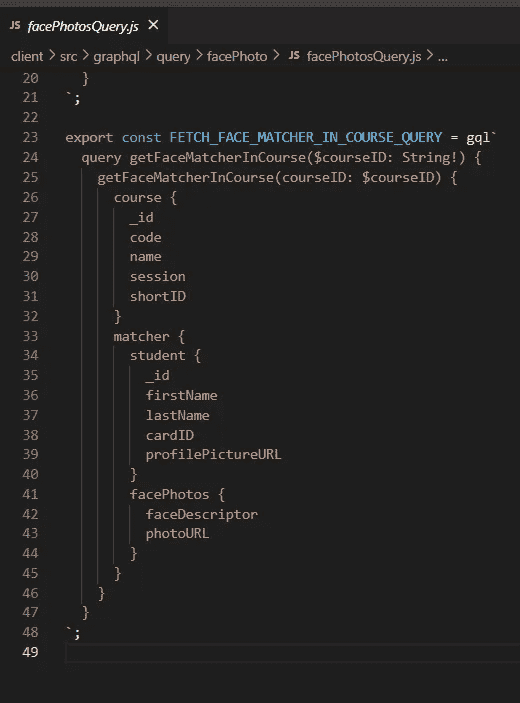 JS facePhotosQuery.js ×
client > src > graphql > query > facePhoto > JS facePhotosQuery.js > ...
20 }
21 `;
22
23 export const FETCH_FACE_MATCHER_IN_COURSE_QUERY = gql`
24 query getFaceMatcherInCourse($courseID: String!) {
25 getFaceMatcherInCourse(courseID: $courseID) {
26 course {
27 _id
28 code
29 name
30 session
31 shortID
32 }
33 matcher {
34 student {
35 _id
36 firstName
37 lastName
38 cardID
39 profilePictureURL
40 }
41 facePhotos {
42 faceDescriptor
43 photoURL
44 }
45 }
46 }
47 }
48 `;
49